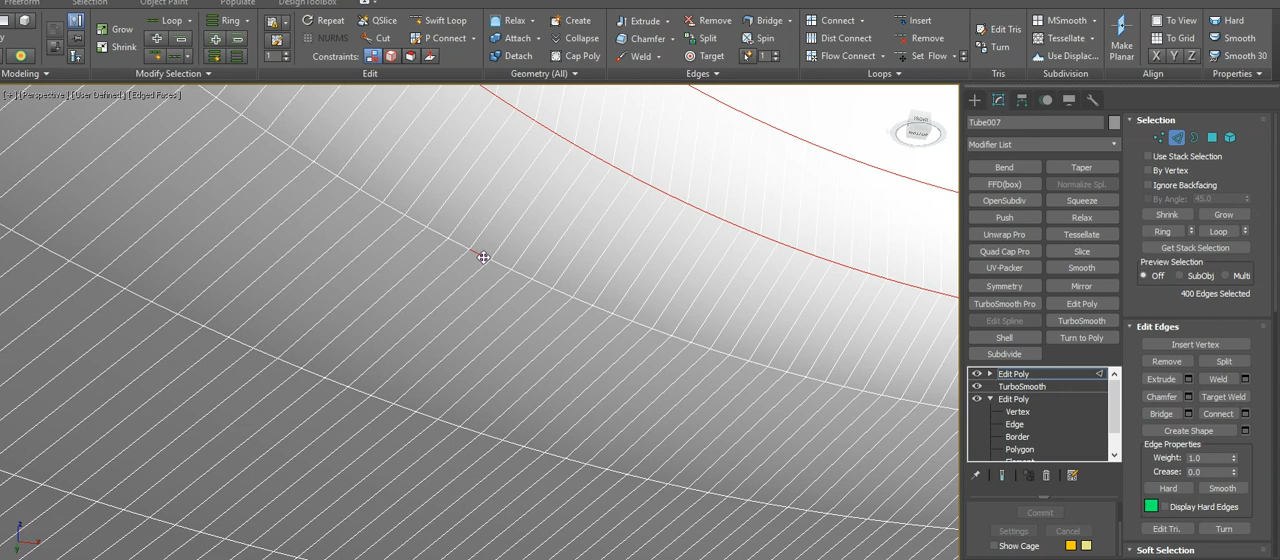 Freeform Selection Object Paint Populate DesignToolBox
Loop Ring Repeat QSlice Swift Loop Relax Create Extrude Remove Bridge Connect Insert MSmooth To View Hard
Grow NURMS Cut P Connect Attach Collapse Chamfer Split Spin Dist Connect Remove Edit Tris Tessellate Make Planar To Grid Smooth
Shrink 1 Constraints: Detach Cap Poly Weld Target 1 Flow Connect Set Flow Turn Use Displac... X Y Z Smooth 30
Modeling Modify Selection Edit Geometry (All) Edges Loops Tris Subdivision Align Properties
[+] [Perspective] [User Defined] [Edged Faces]
FRONT
BOTTOM
z
x
y
Tube007
Modifier List
Bend Taper
FFD(box) Normalize Spl.
OpenSubdiv Squeeze
Push Relax
Unwrap Pro Tessellate
Quad Cap Pro Slice
UV-Packer Smooth
Symmetry Mirror
TurboSmooth Pro Edit Poly
Edit Spline TurboSmooth
Shell Turn to Poly
Subdivide
Edit Poly
TurboSmooth
Edit Poly
Vertex
Edge
Border
Polygon
Element
Commit
Settings Cancel
Show Cage
Selection
Use Stack Selection
By Vertex
Ignore Backfacing
By Angle: 45.0
Shrink Grow
Ring Loop
Get Stack Selection
Preview Selection
Off SubObj Multi
400 Edges Selected
Edit Edges
Insert Vertex
Remove Split
Extrude Weld
Chamfer Target Weld
Bridge Connect
Create Shape
Edge Properties
Weight: 1.0
Crease: 0.0
Hard Smooth
Display Hard Edges
Edit Tri. Turn
Soft Selection